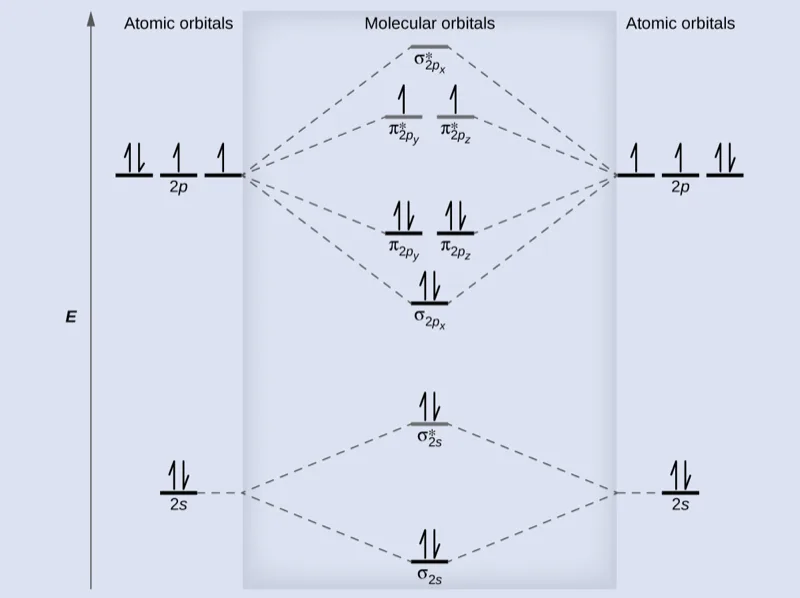 Atomic orbitals
Molecular orbitals
Atomic orbitals
σ*2px
π*2py π*2pz
2p
2p
π2py π2pz
σ2px
E
σ*2s
2s
2s
σ2s